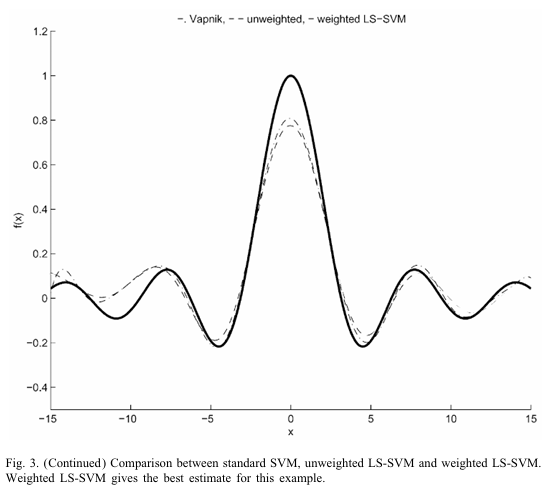 −. Vapnik, − − unweighted, − weighted LS−SVM
1.2
1
0.8
0.6
0.4
0.2
0
−0.2
−0.4
f(x)
−15 −10 −5 0 5 10 15
x
Fig. 3. (Continued) Comparison between standard SVM, unweighted LS-SVM and weighted LS-SVM.
Weighted LS-SVM gives the best estimate for this example.